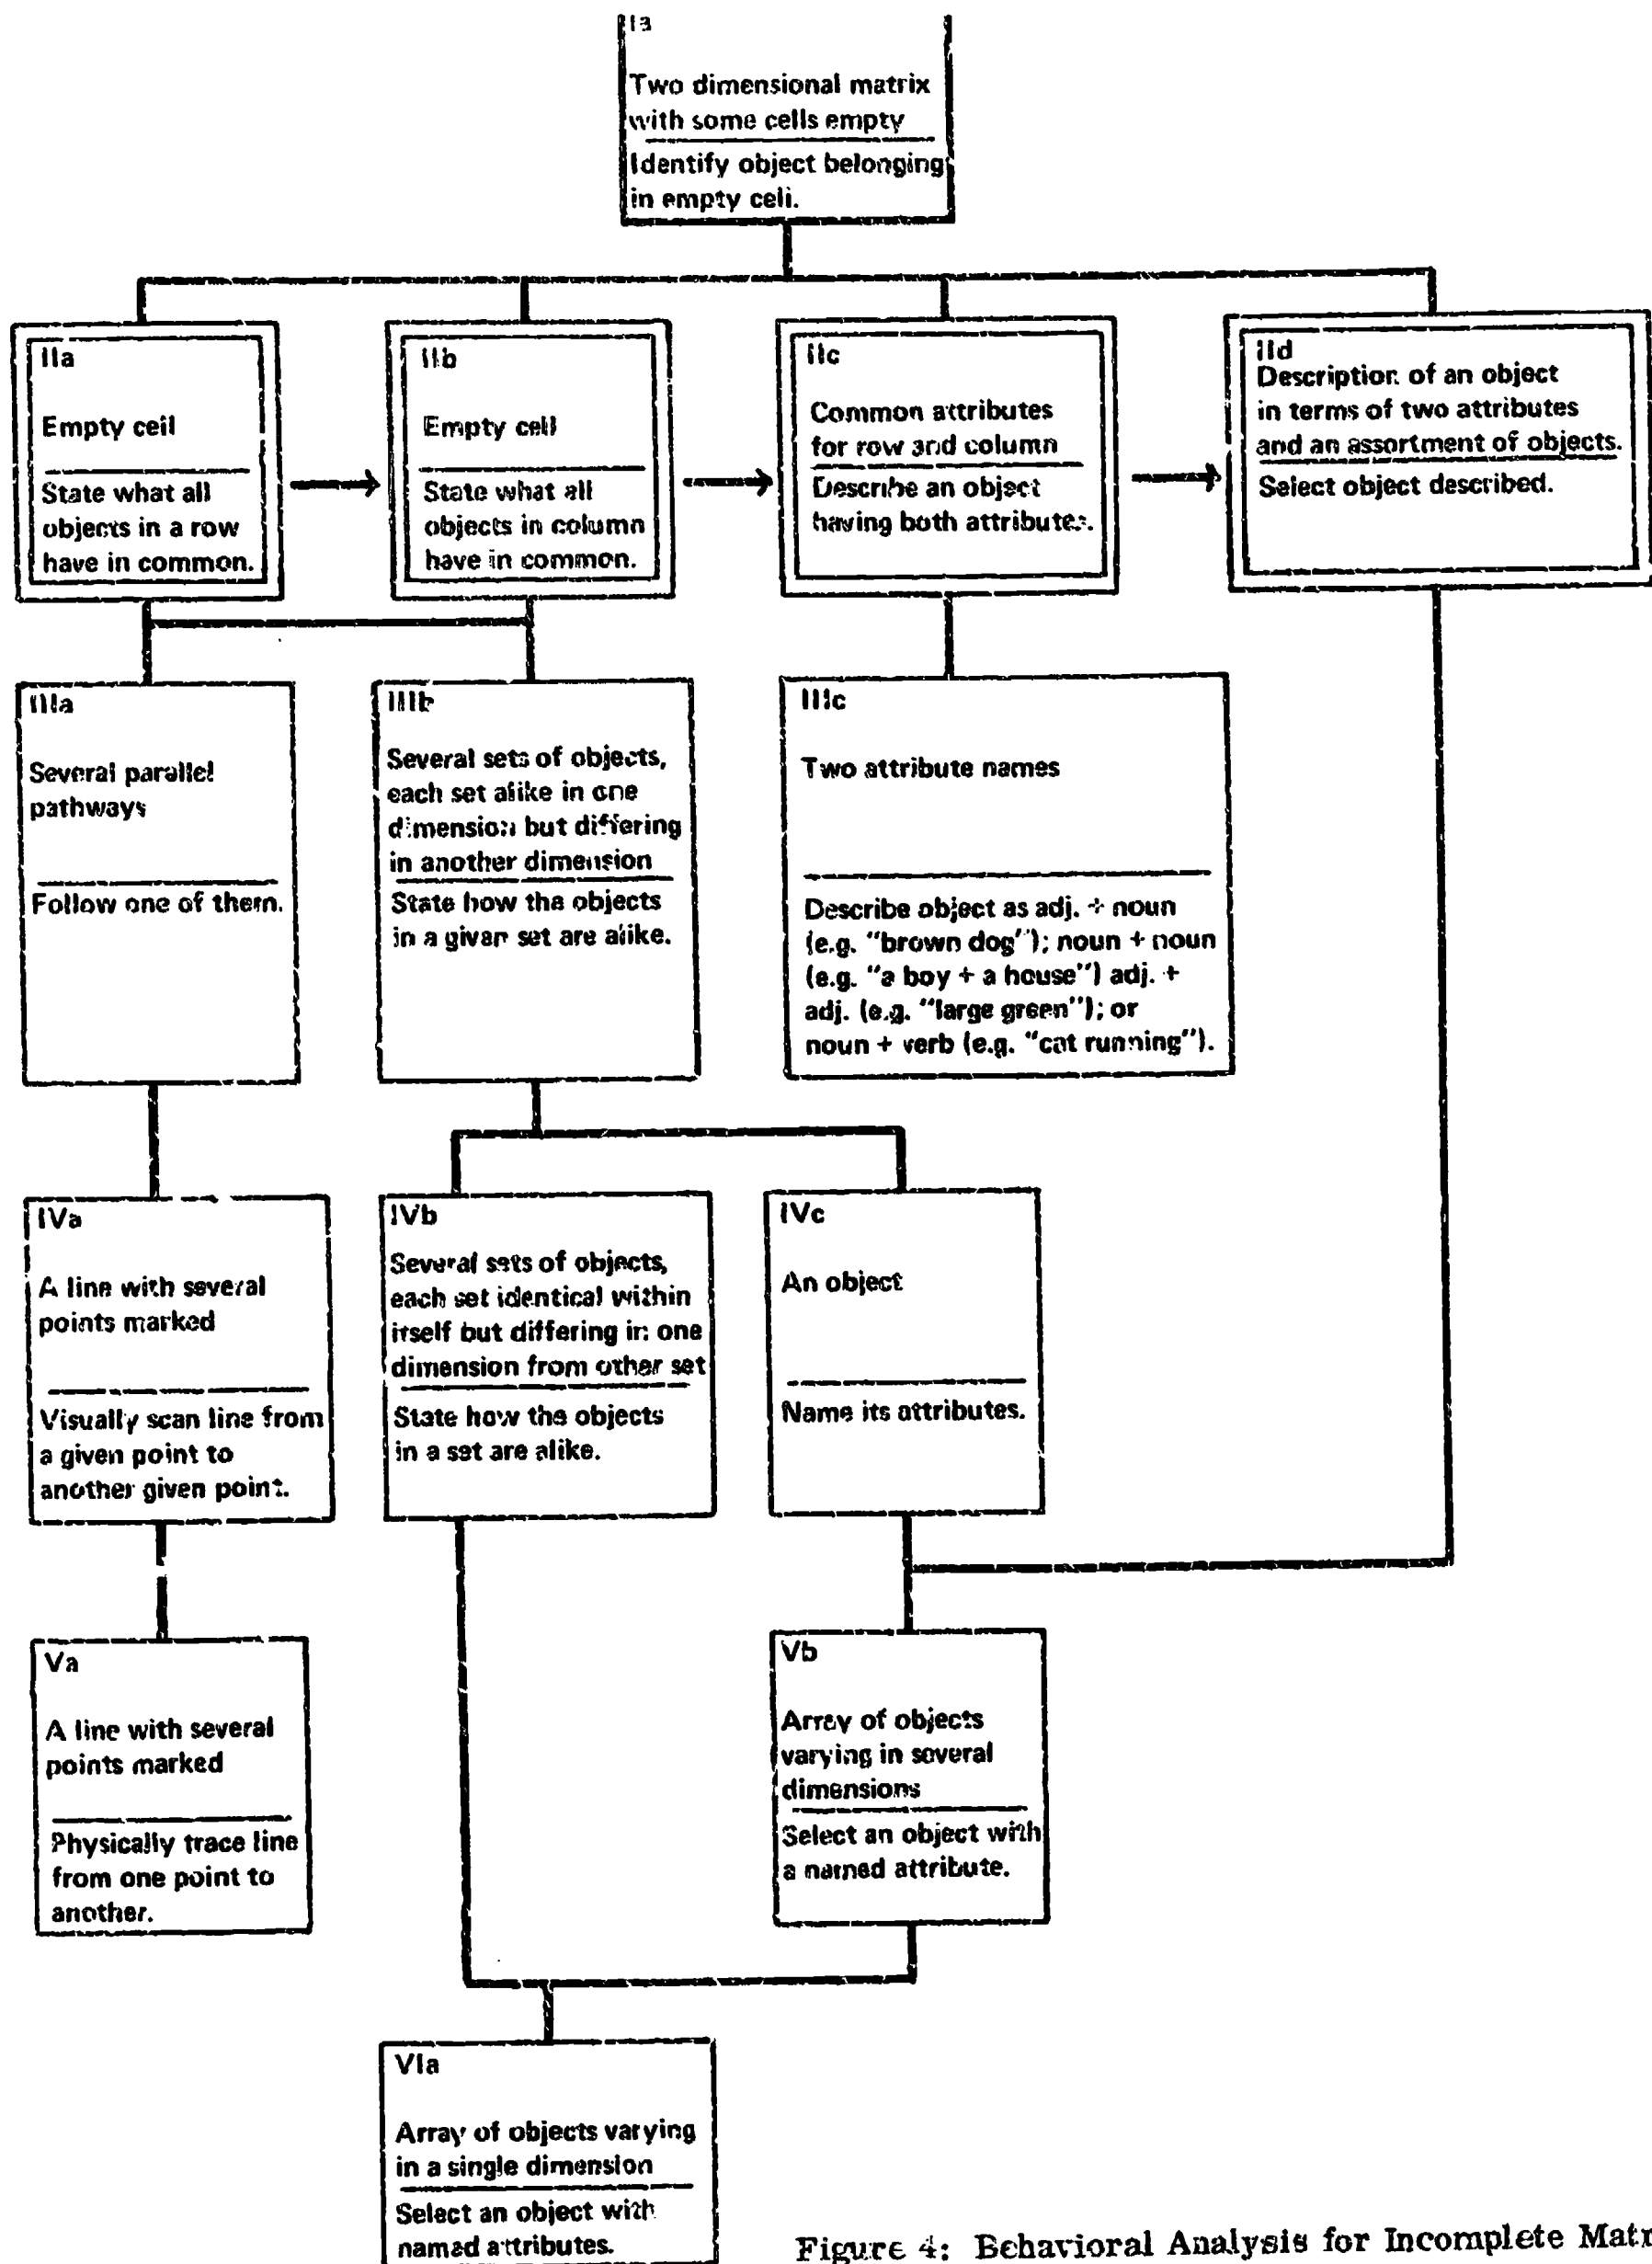 Ia
Two dimensional matrix
with some cells empty
Identify object belonging
in empty cell.
IIa
Empty cell
State what all
objects in a row
have in common.
IIb
Empty cell
State what all
objects in column
have in common.
IIc
Common attributes
for row and column
Describe an object
having both attributes.
IId
Description of an object
in terms of two attributes
and an assortment of objects.
Select object described.
IIIa
Several parallel
pathways
Follow one of them.
IIIb
Several sets of objects,
each set alike in one
dimension but differing
in another dimension
State how the objects
in a given set are alike.
IIIc
Two attribute names
Describe object as adj. + noun
(e.g. "brown dog"); noun + noun
(e.g. "a boy + a house") adj. +
adj. (e.g. "large green"); or
noun + verb (e.g. "cat running").
IVa
A line with several
points marked
Visually scan line from
a given point to
another given point.
IVb
Several sets of objects,
each set identical within
itself but differing in one
dimension from other set
State how the objects
in a set are alike.
IVc
An object
Name its attributes.
Va
A line with several
points marked
Physically trace line
from one point to
another.
Vb
Array of objects
varying in several
dimensions
Select an object with
a named attribute.
VIa
Array of objects varying
in a single dimension
Select an object with
named attributes.
Figure 4: Behavioral Analysis for Incomplete Matr